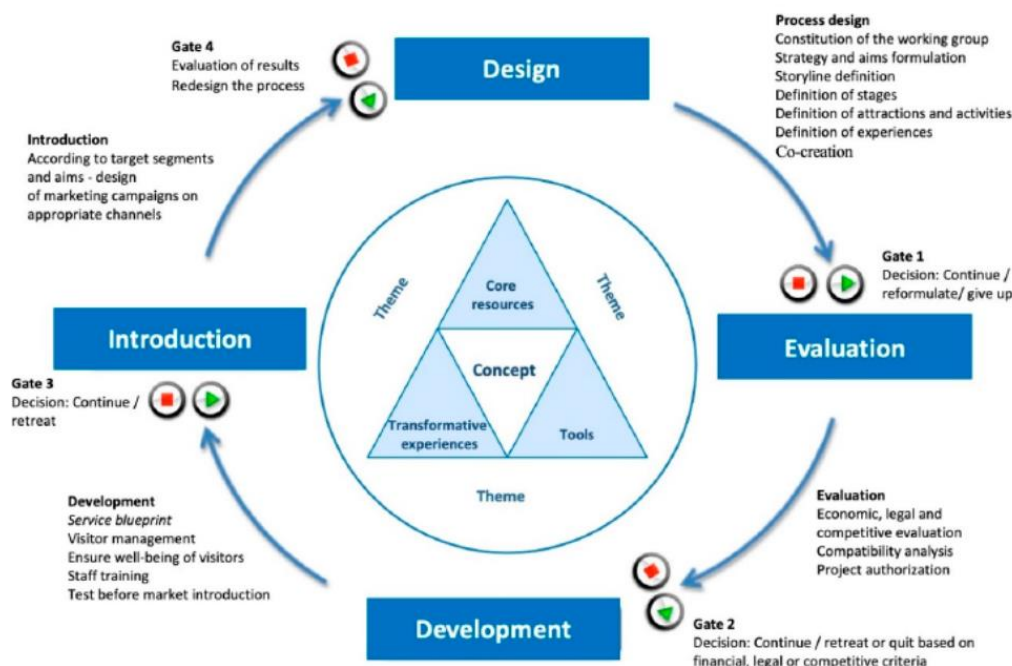 Gate 4
Evaluation of results
Redesign the process
Design
Process design
Constitution of the working group
Strategy and aims formulation
Storyline definition
Definition of stages
Definition of attractions and activities
Definition of experiences
Co-creation
Introduction
According to target segments
and aims - design
of marketing campaigns on
appropriate channels
Gate 1
Decision: Continue /
reformulate/ give up
Theme
Theme
Core
resources
Introduction
Concept
Evaluation
Gate 3
Decision: Continue /
retreat
Transformative
experiences
Tools
Theme
Development
Service blueprint
Visitor management
Ensure well-being of visitors
Staff training
Test before market introduction
Evaluation
Economic, legal and
competitive evaluation
Compatibility analysis
Project authorization
Development
Gate 2
Decision: Continue / retreat or quit based on
financial, legal or competitive criteria